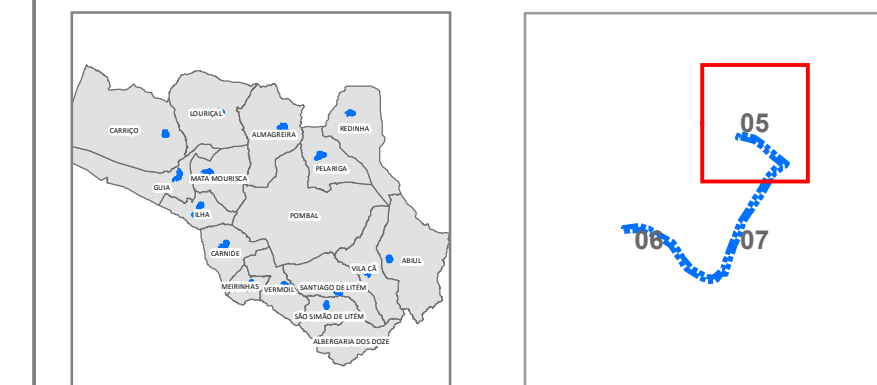 LOURIÇAL
CARRIÇO
ALMAGREIRA
REDINHA
PELARIGA
MATA MOURISCA
GUIA
ILHA
POMBAL
CARNIDE
ABIUL
VILA CÃ
MEIRINHAS
VERMOIL
SANTIAGO DE LITÉM
SÃO SIMÃO DE LITÉM
ALBERGARIA DOS DOZE
05
06
07